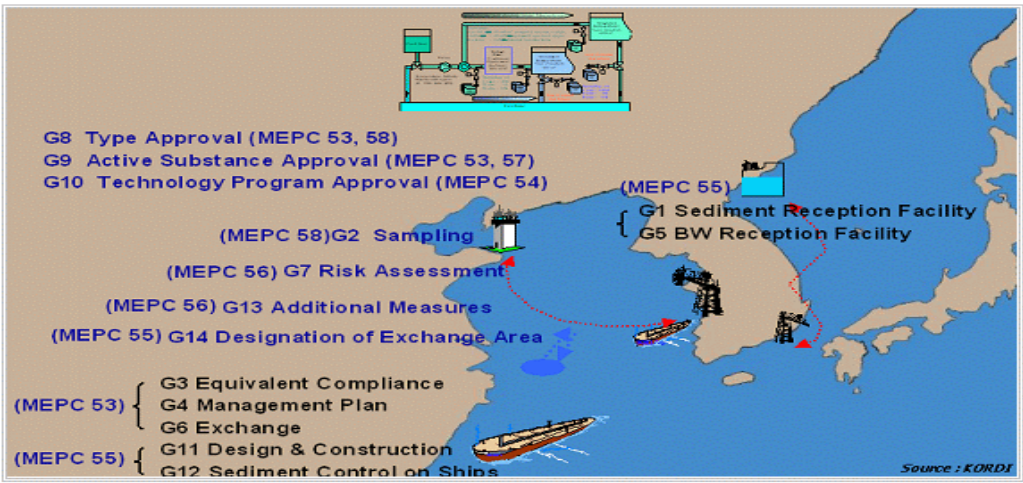 G8 Type Approval (MEPC 53, 58)
G9 Active Substance Approval (MEPC 53, 57)
G10 Technology Program Approval (MEPC 54)
(MEPC 55)
G1 Sediment Reception Facility
G5 BW Reception Facility
(MEPC 58)G2 Sampling
(MEPC 56) G7 Risk Assessment
(MEPC 56) G13 Additional Measures
(MEPC 55) G14 Designation of Exchange Area
G3 Equivalent Compliance
(MEPC 53) G4 Management Plan
G6 Exchange
(MEPC 55) G11 Design & Construction
G12 Sediment Control on Ships
Source : KORDI